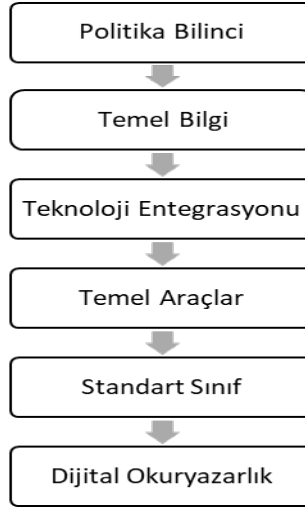 Politika Bilinci
Temel Bilgi
Teknoloji Entegrasyonu
Temel Araçlar
Standart Sınıf
Dijital Okuryazarlık